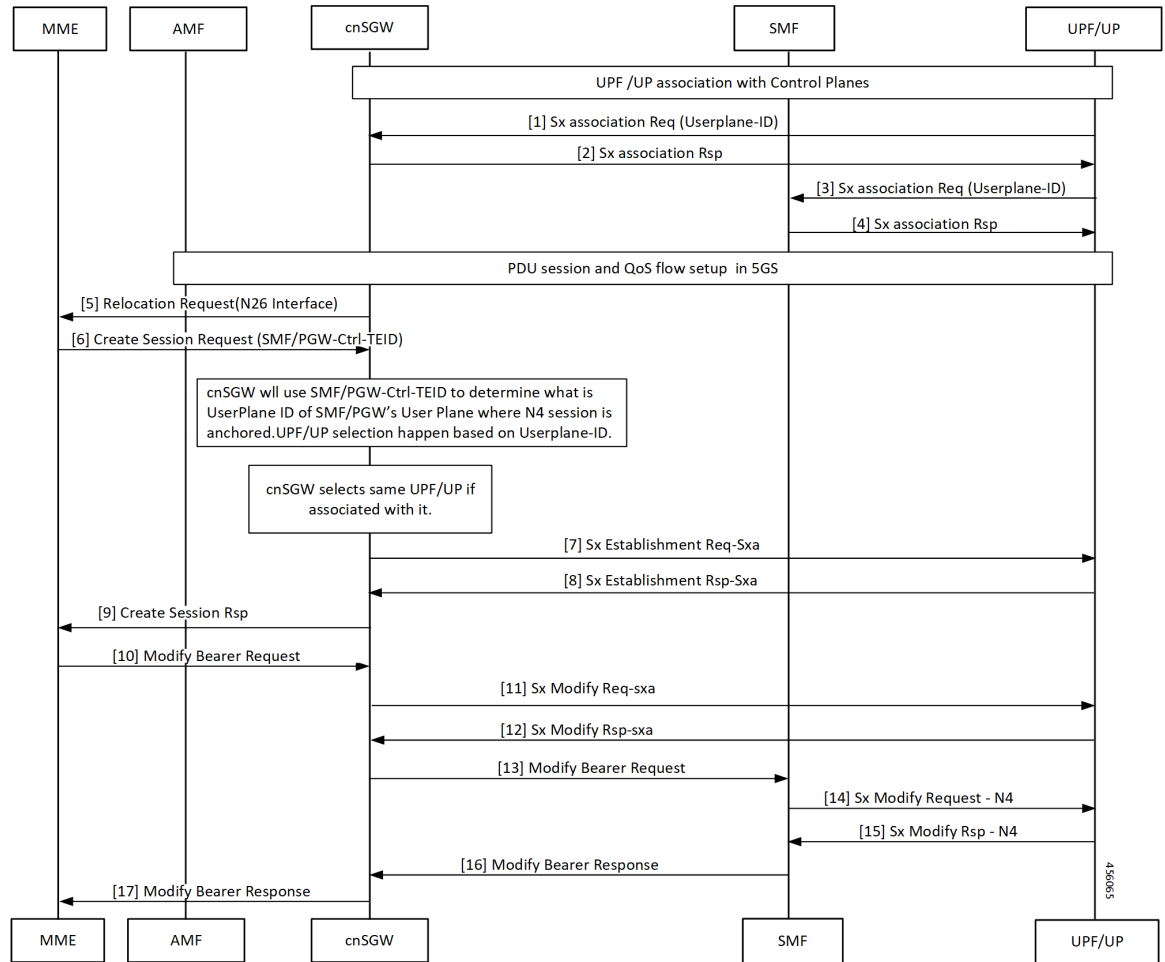 MME
AMF
cnSGW
SMF
UPF/UP
UPF /UP association with Control Planes
[1] Sx association Req (Userplane-ID)
[2] Sx association Rsp
[3] Sx association Req (Userplane-ID)
[4] Sx association Rsp
PDU session and QoS flow setup  in 5GS
[5] Relocation Request(N26 Interface)
[6] Create Session Request (SMF/PGW-Ctrl-TEID)
cnSGW wll use SMF/PGW-Ctrl-TEID to determine what is
UserPlane ID of SMF/PGW’s User Plane where N4 session is
anchored.UPF/UP selection happen based on Userplane-ID.
cnSGW selects same UPF/UP if
associated with it.
[7] Sx Establishment Req-Sxa
[8] Sx Establishment Rsp-Sxa
[9] Create Session Rsp
[10] Modify Bearer Request
[11] Sx Modify Req-sxa
[12] Sx Modify Rsp-sxa
[13] Modify Bearer Request
[14] Sx Modify Request - N4
[15] Sx Modify Rsp - N4
[16] Modify Bearer Response
[17] Modify Bearer Response
456065
MME
AMF
cnSGW
SMF
UPF/UP